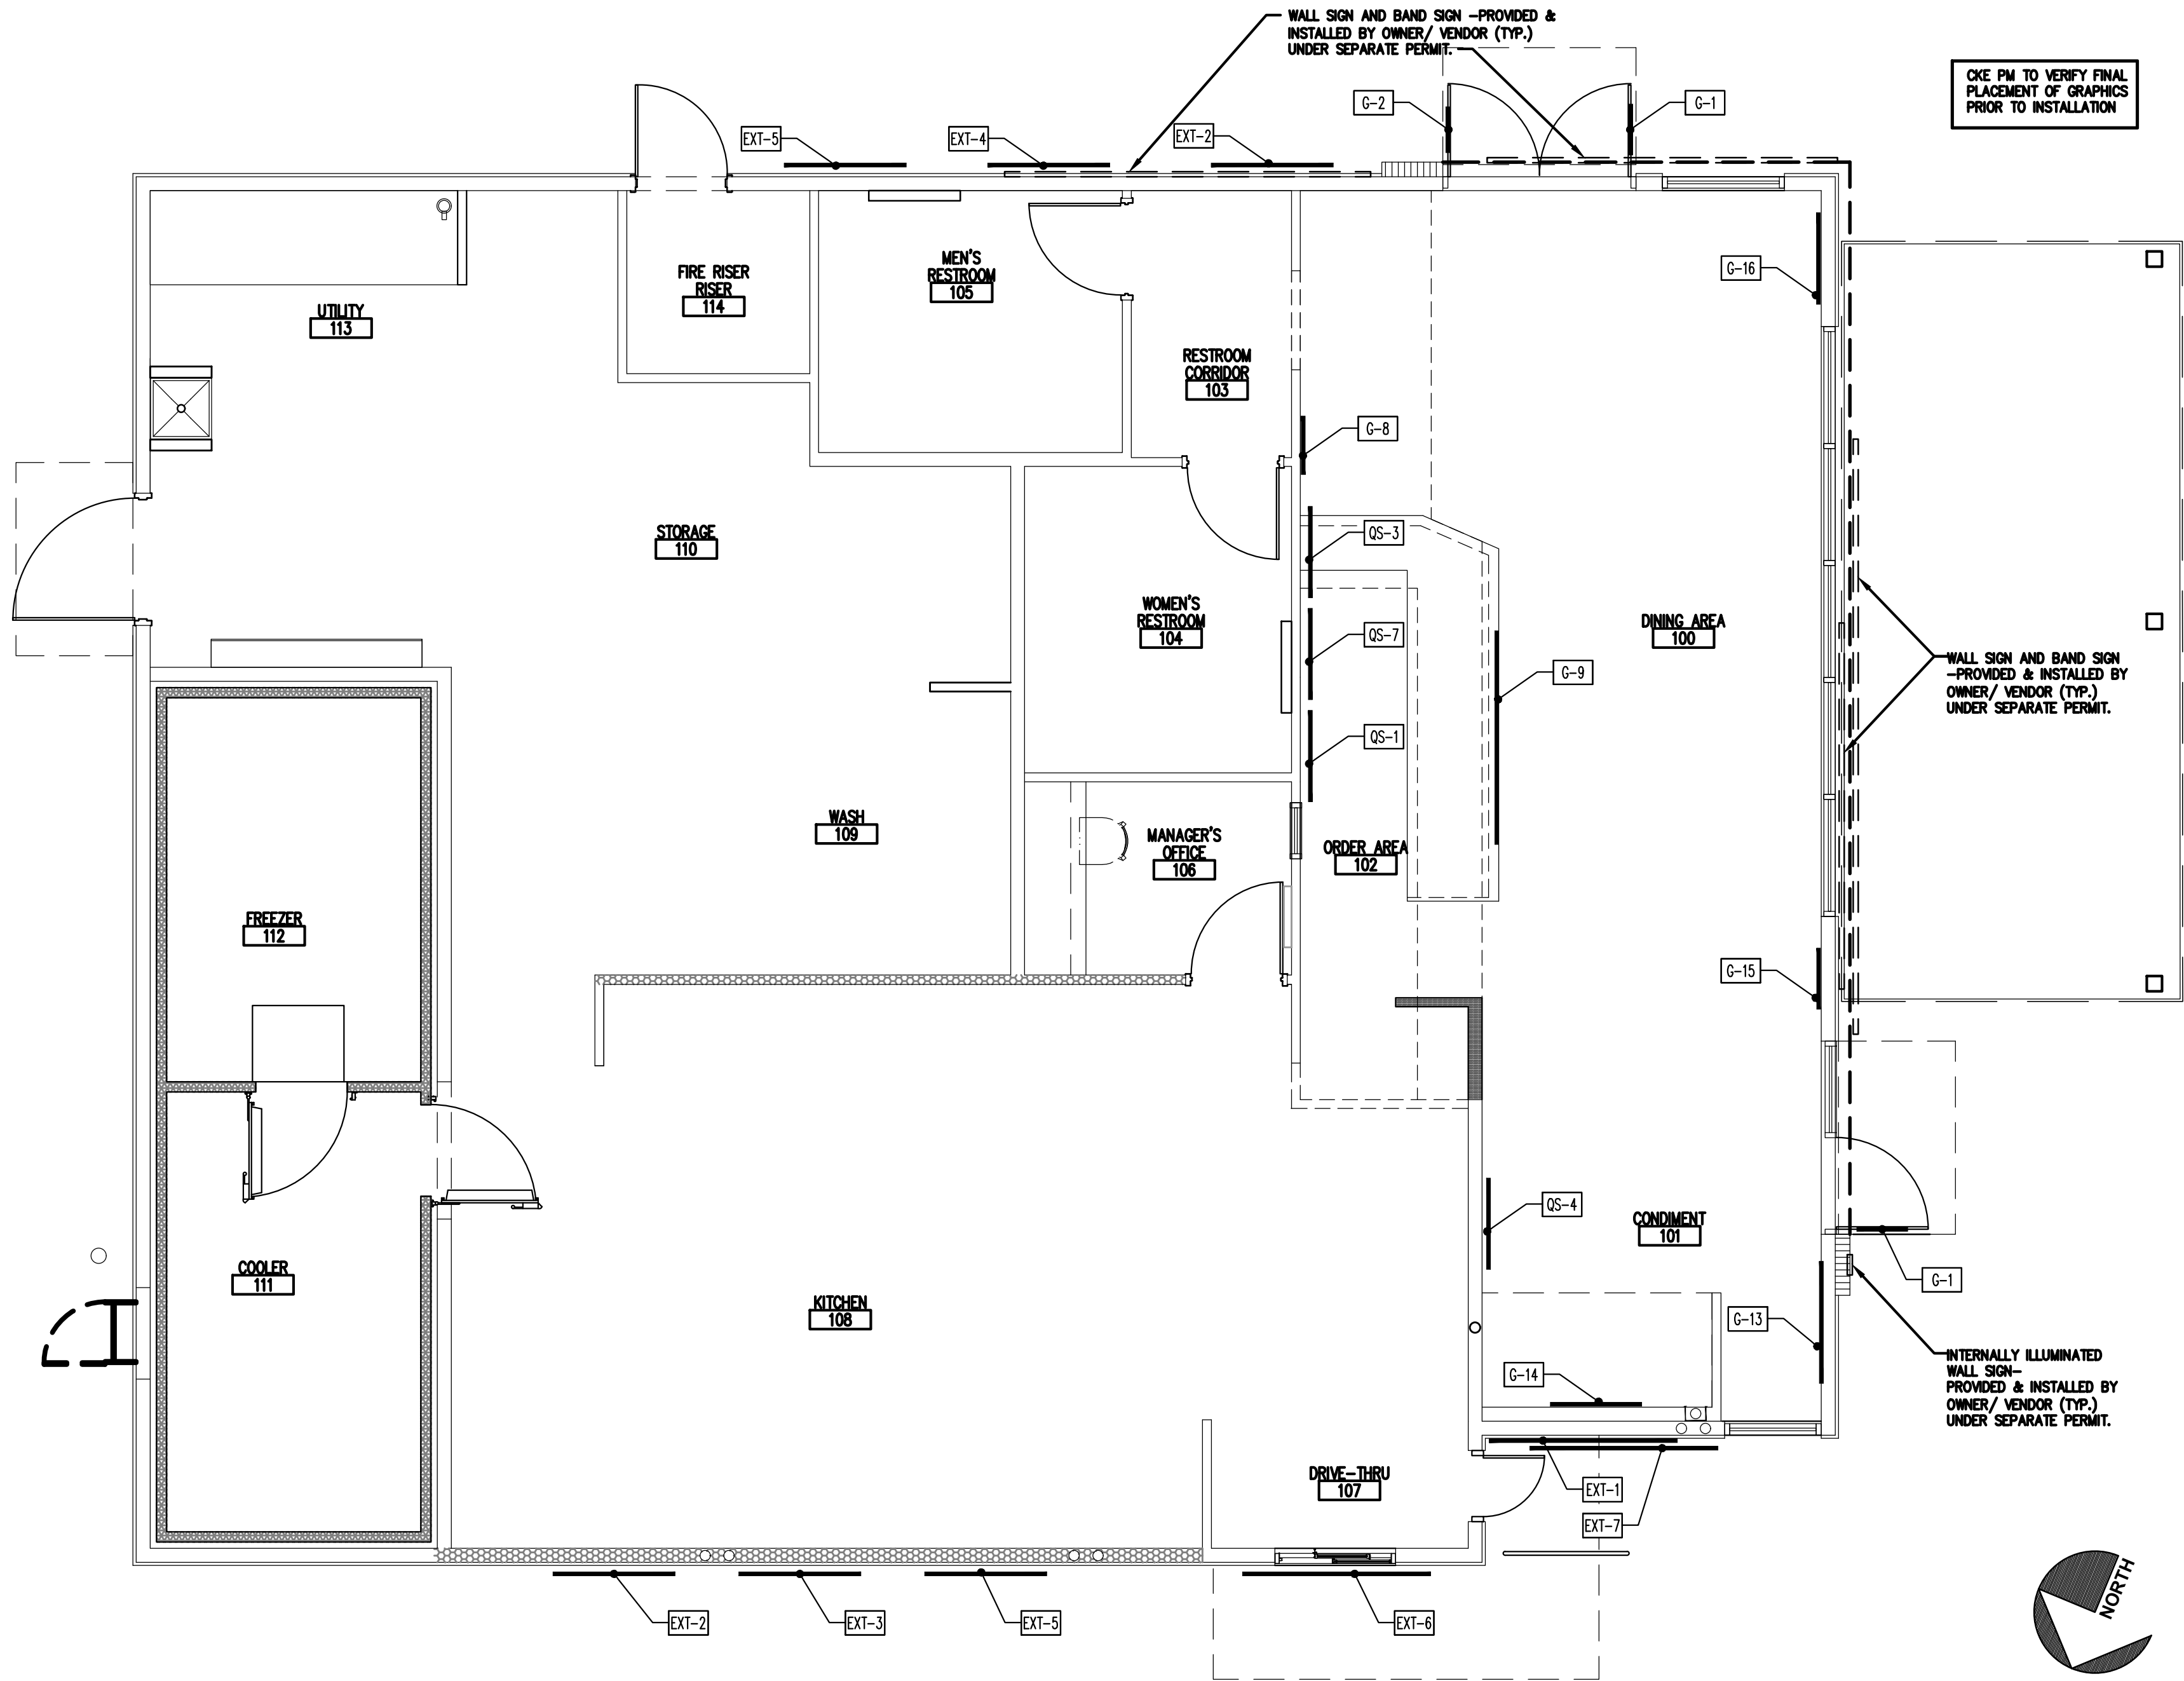 WALL SIGN AND BAND SIGN -PROVIDED &
INSTALLED BY OWNER/ VENDOR (TYP.)
UNDER SEPARATE PERMIT.
CKE PM TO VERIFY FINAL
PLACEMENT OF GRAPHICS
PRIOR TO INSTALLATION
G-2
G-1
EXT-5
EXT-4
EXT-2
MEN'S
RESTROOM
105
FIRE RISER
RISER
114
G-16
UTILITY
113
RESTROOM
CORRIDOR
103
G-8
STORAGE
110
QS-3
WOMEN'S
RESTROOM
104
QS-7
DINING AREA
100
G-9
WALL SIGN AND BAND SIGN
-PROVIDED & INSTALLED BY
OWNER/ VENDOR (TYP.)
UNDER SEPARATE PERMIT.
QS-1
WASH
109
MANAGER'S
OFFICE
106
ORDER AREA
102
FREEZER
112
G-15
QS-4
CONDIMENT
101
COOLER
111
G-1
KITCHEN
108
G-13
G-14
INTERNALLY ILLUMINATED
WALL SIGN-
PROVIDED & INSTALLED BY
OWNER/ VENDOR (TYP.)
UNDER SEPARATE PERMIT.
DRIVE-THRU
107
EXT-1
EXT-7
EXT-2
EXT-3
EXT-5
EXT-6
NORTH